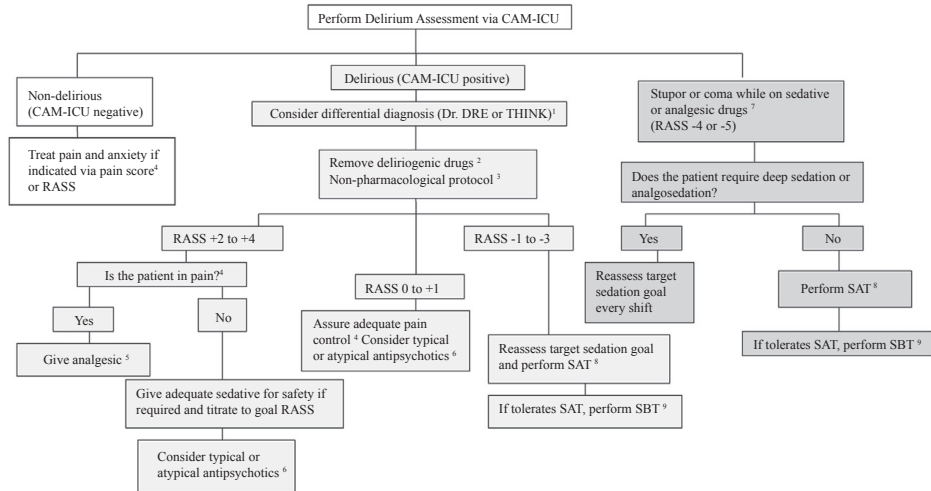 Perform Delirium Assessment via CAM-ICU
Non-delirious
(CAM-ICU negative)
Treat pain and anxiety if
indicated via pain score⁴
or RASS
Delirious (CAM-ICU positive)
Consider differential diagnosis (Dr. DRE or THINK)¹
Remove deliriogenic drugs ²
Non-pharmacological protocol ³
RASS +2 to +4
Is the patient in pain?⁴
Yes
Give analgesic ⁵
No
Give adequate sedative for safety if
required and titrate to goal RASS
Consider typical or
atypical antipsychotics ⁶
RASS 0 to +1
Assure adequate pain
control ⁴ Consider typical
or atypical antipsychotics ⁶
RASS -1 to -3
Reassess target sedation goal
and perform SAT ⁸
If tolerates SAT, perform SBT ⁹
Stupor or coma while on sedative
or analgesic drugs ⁷
(RASS -4 or -5)
Does the patient require deep sedation or
analgosedation?
Yes
Reassess target
sedation goal
every shift
No
Perform SAT ⁸
If tolerates SAT, perform SBT ⁹